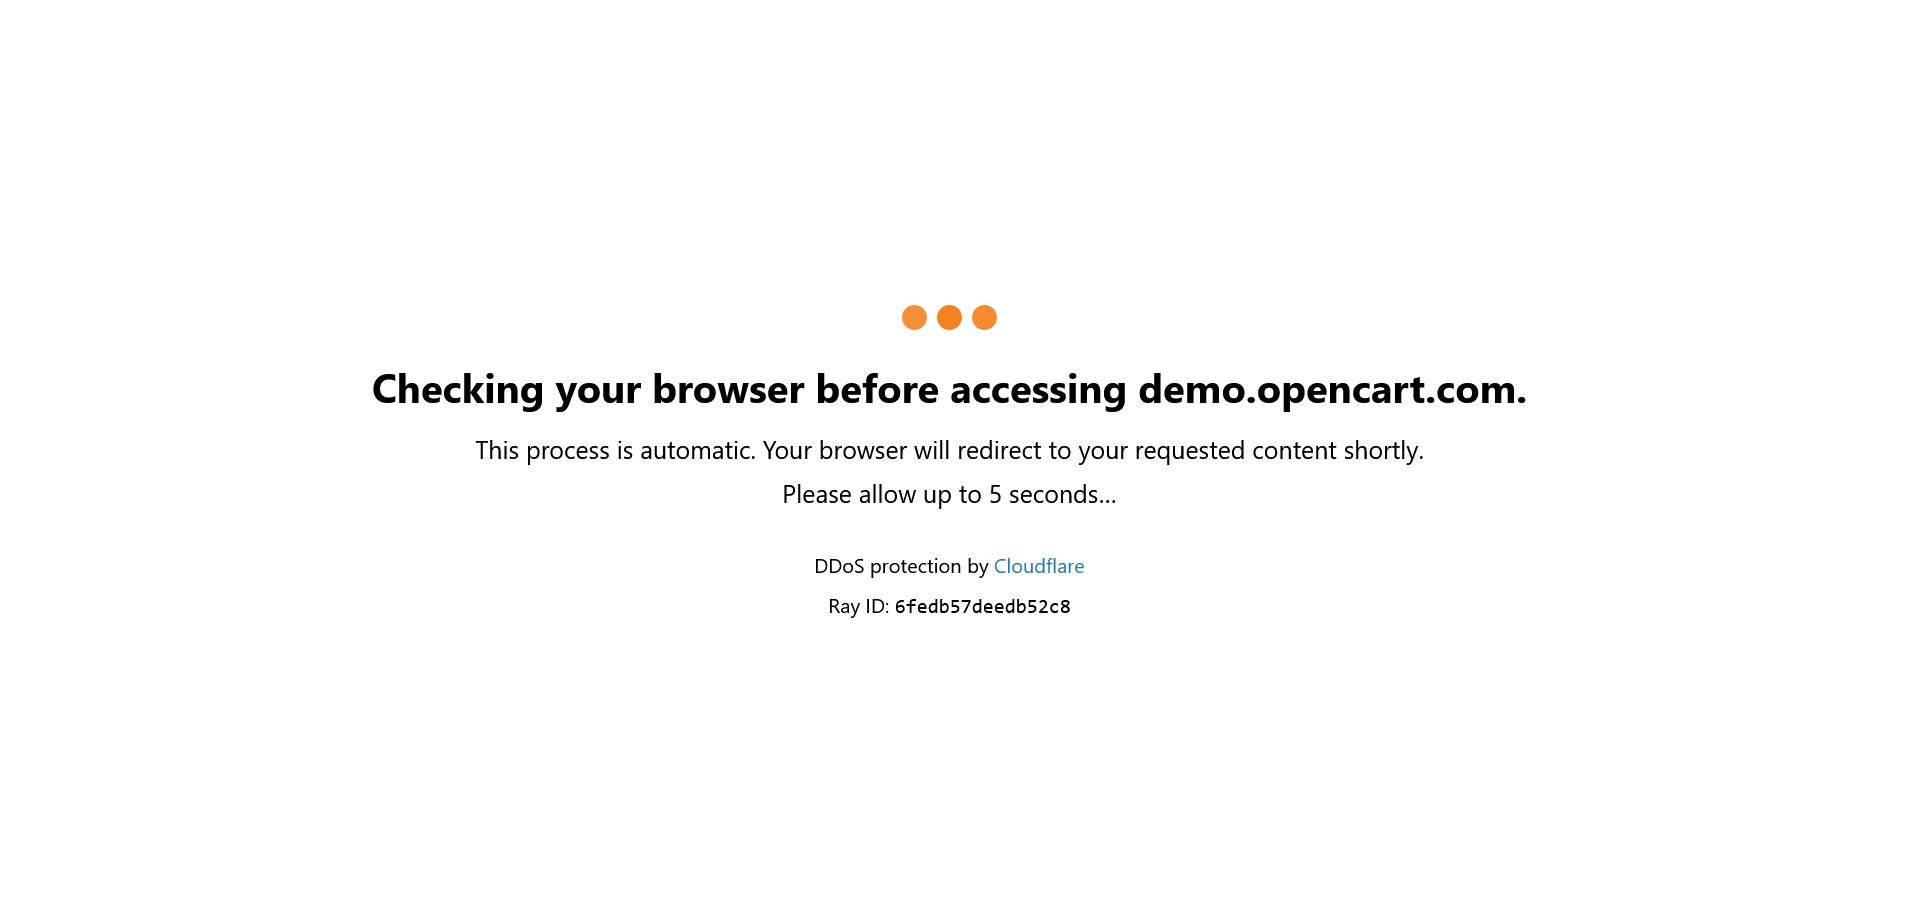 Checking your browser before accessing demo.opencart.com.
This process is automatic. Your browser will redirect to your requested content shortly.
Please allow up to 5 seconds…
DDoS protection by Cloudflare
Ray ID: 6fedb57deedb52c8